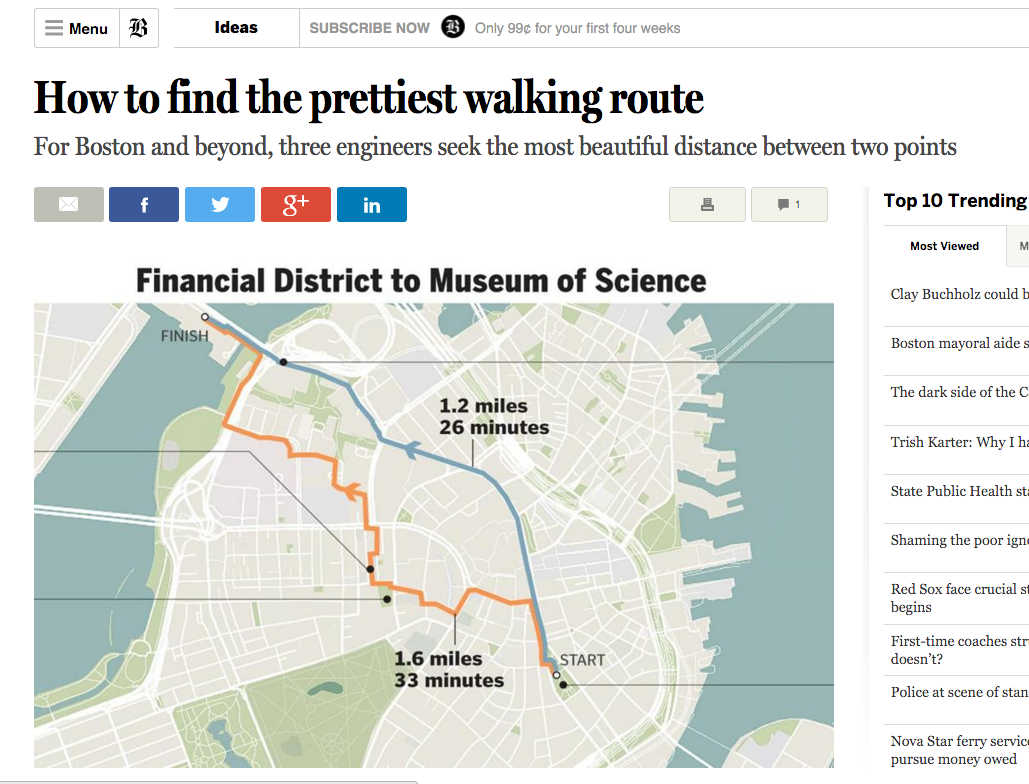 Menu
B
Ideas
SUBSCRIBE NOW
B
Only 99¢ for your first four weeks
How to find the prettiest walking route
For Boston and beyond, three engineers seek the most beautiful distance between two points
f
g+
in
1
Top 10 Trending
Most Viewed
M
Financial District to Museum of Science
FINISH
1.2 miles
26 minutes
1.6 miles
33 minutes
START
Clay Buchholz could b
Boston mayoral aide s
The dark side of the C
Trish Karter: Why I ha
State Public Health sta
Shaming the poor igno
Red Sox face crucial st
begins
First-time coaches stru
doesn't?
Police at scene of stan
Nova Star ferry service
pursue money owed